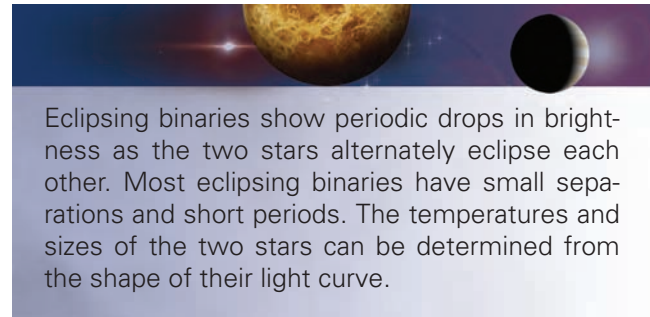 Eclipsing binaries show periodic drops in bright-
ness as the two stars alternately eclipse each
other. Most eclipsing binaries have small sepa-
rations and short periods. The temperatures and
sizes of the two stars can be determined from
the shape of their light curve.